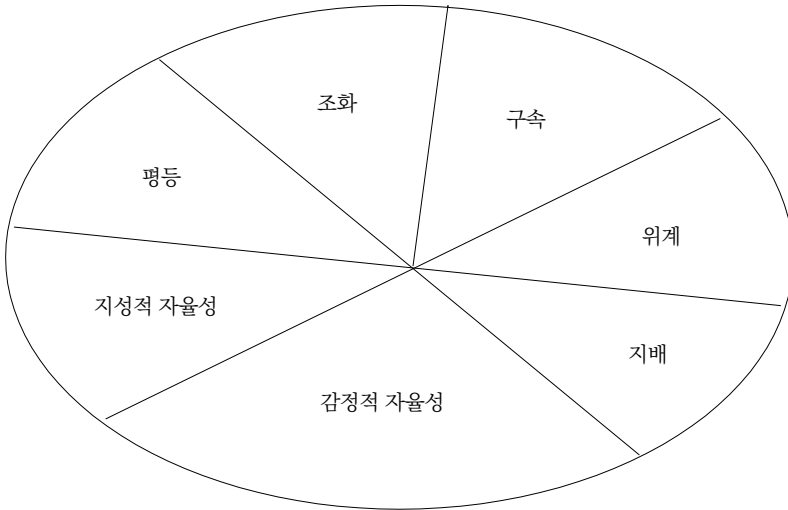 조화
구속
평등
위계
지성적 자율성
지배
감정적 자율성